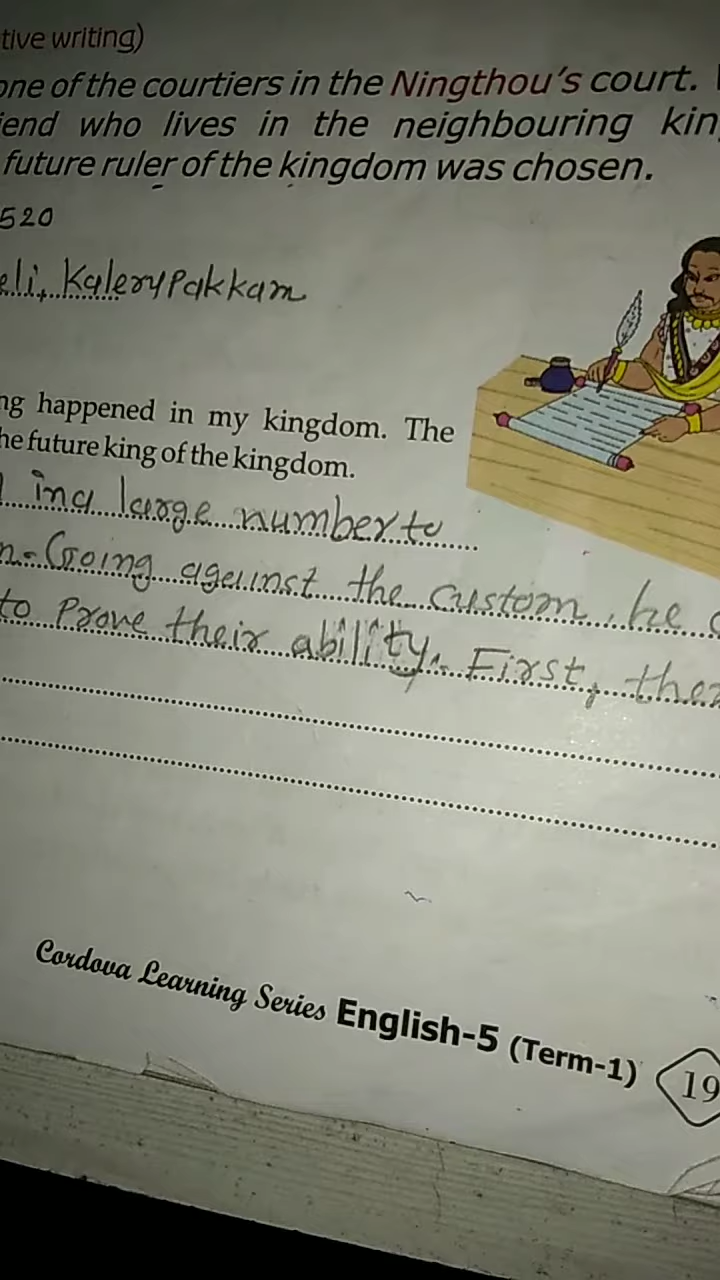 tive writing)
one of the courtiers in the Ningthou's court.
iend who lives in the neighbouring kin
future ruler of the kingdom was chosen.
520
eli, Kalerypakkam
ng happened in my kingdom. The
he future king of the kingdom.
in a large number to
n. Going against the custom, he
to Prove their ability. First, ther
Cordova Learning Series English-5 (Term-1) 19